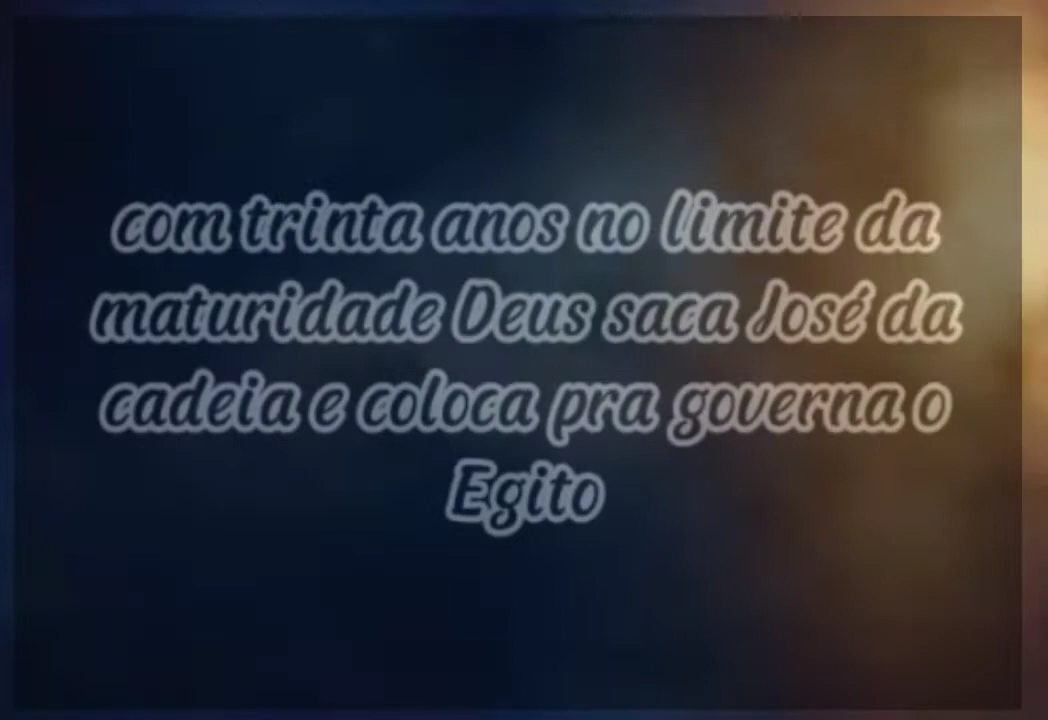 com trinta anos no limite da
maturidade Deus saca José da
cadeia e coloca pra governa o
Egito